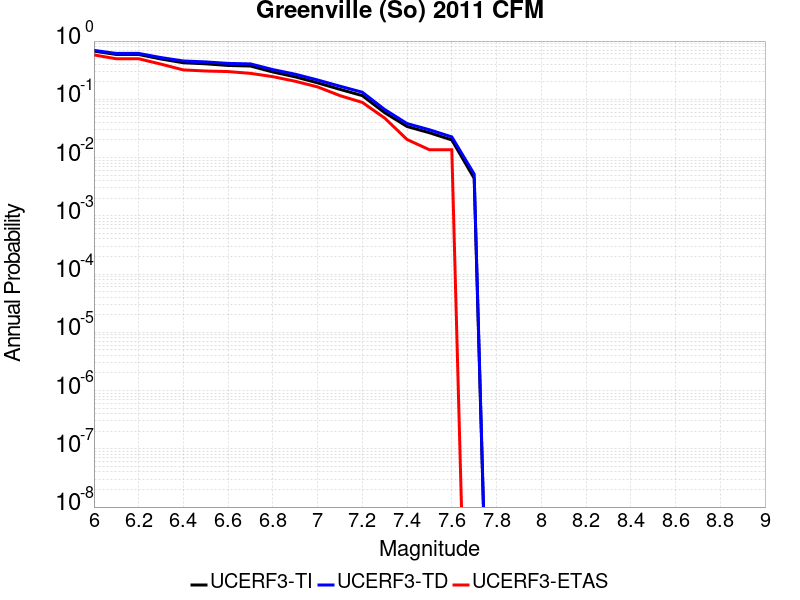 Greenville (So) 2011 CFM
10^0
10^-1
10^-2
10^-3
10^-4
10^-5
10^-6
10^-7
10^-8
Annual Probability
6 6.2 6.4 6.6 6.8 7 7.2 7.4 7.6 7.8 8 8.2 8.4 8.6 8.8 9
Magnitude
UCERF3-TI UCERF3-TD UCERF3-ETAS